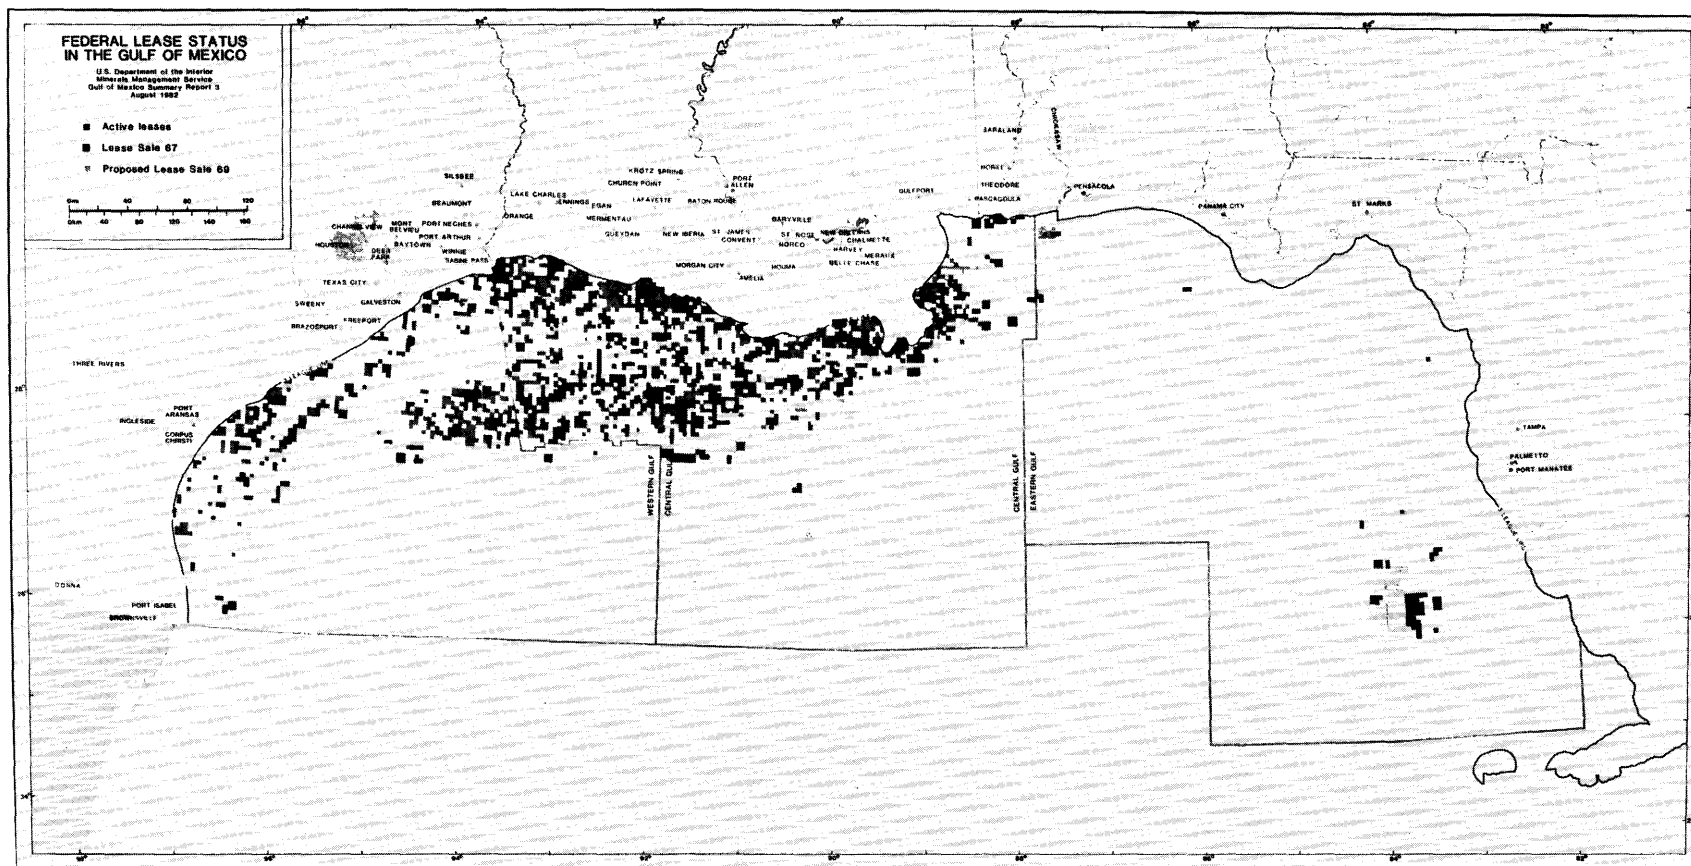 FEDERAL LEASE STATUS
IN THE GULF OF MEXICO
U.S. Department of the Interior
Minerals Management Service
Gulf of Mexico Summary Report 3
August 1982
Active leases
Lease Sale 67
Proposed Lease Sale 69
SARALAND
CHICKASAW
SILSBEE
KROTZ SPRING
CHURCH POINT
PORT
ALLEN
THEODORE
PENSACOLA
BEAUMONT
LAKE CHARLES
JENNINGS
EGAN
LAFAYETTE
BATON ROUGE
GULFPORT
PASCAGOULA
PANAMA CITY
ST MARKS
ORANGE
MERMENTAU
BARYVILLE
CHANNEL VIEW
MONT
BELVIEU
PORT NECHES
PORT ARTHUR
GUEYDAN
NEW IBERIA
ST JAMES
CONVENT
ST ROSE
NEW ORLEANS
NORCO
CHALMETTE
HARVEY
MERAUX
BELLE CHASE
HOUSTON
DEER
PARK
BAYTOWN
WINNIE
SABINE PASS
MORGAN CITY
HOUMA
AMELIA
TEXAS CITY
SWEENY
GALVESTON
FREEPORT
BRAZOSPORT
THREE RIVERS
PORT
ARANSAS
INGLESIDE
CORPUS
CHRISTI
TAMPA
PALMETTO
PORT MANATEE
WESTERN GULF
CENTRAL GULF
CENTRAL GULF
EASTERN GULF
DONNA
PORT ISABEL
BROWNSVILLE